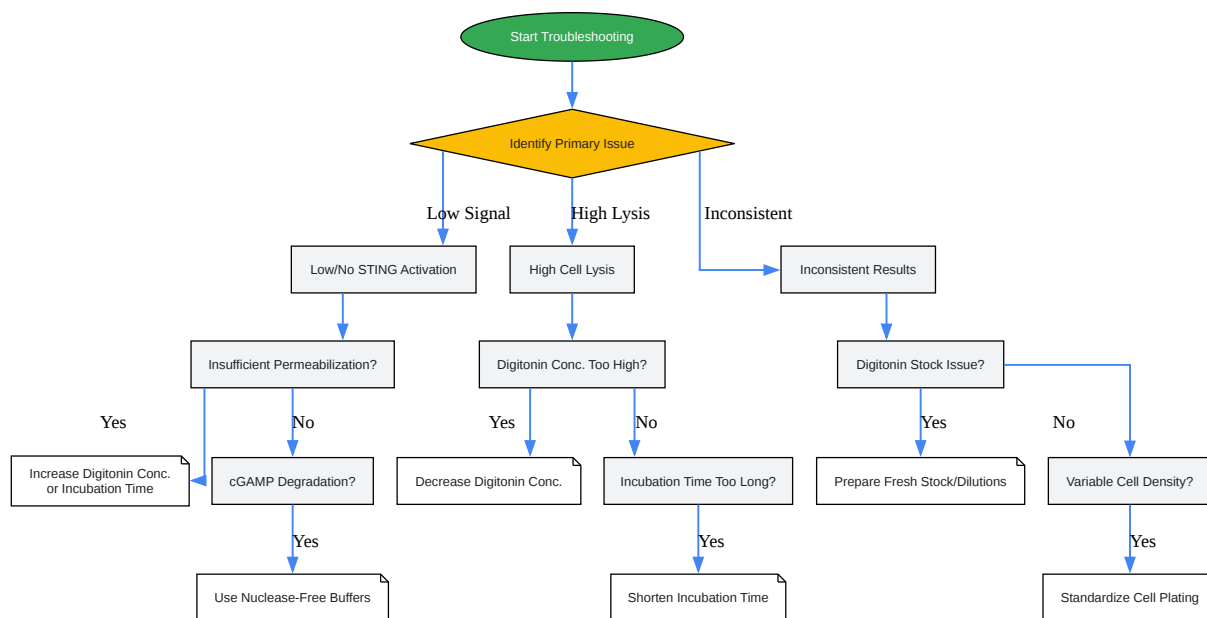 Start Troubleshooting
Identify Primary Issue
Low Signal
High Lysis
Inconsistent
Low/No STING Activation
High Cell Lysis
Inconsistent Results
Insufficient Permeabilization?
Digitonin Conc. Too High?
Digitonin Stock Issue?
Yes
No
Yes
No
Yes
No
Increase Digitonin Conc.
or Incubation Time
cGAMP Degradation?
Decrease Digitonin Conc.
Incubation Time Too Long?
Prepare Fresh Stock/Dilutions
Variable Cell Density?
Yes
Yes
Yes
Use Nuclease-Free Buffers
Shorten Incubation Time
Standardize Cell Plating